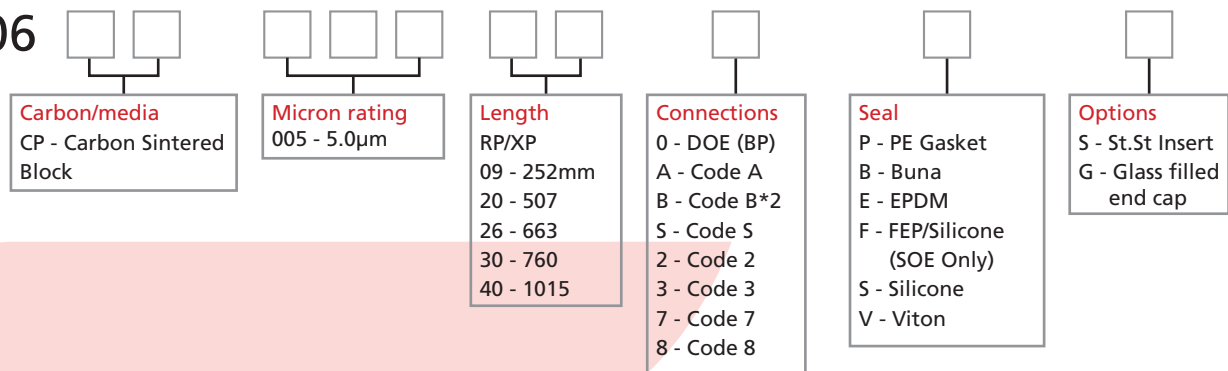 06
Carbon/media
CP - Carbon Sintered
Block
Micron rating
005 - 5.0µm
Length
RP/XP
09 - 252mm
20 - 507
26 - 663
30 - 760
40 - 1015
Connections
0 - DOE (BP)
A - Code A
B - Code B*2
S - Code S
2 - Code 2
3 - Code 3
7 - Code 7
8 - Code 8
Seal
P - PE Gasket
B - Buna
E - EPDM
F - FEP/Silicone
(SOE Only)
S - Silicone
V - Viton
Options
S - St.St Insert
G - Glass filled
end cap